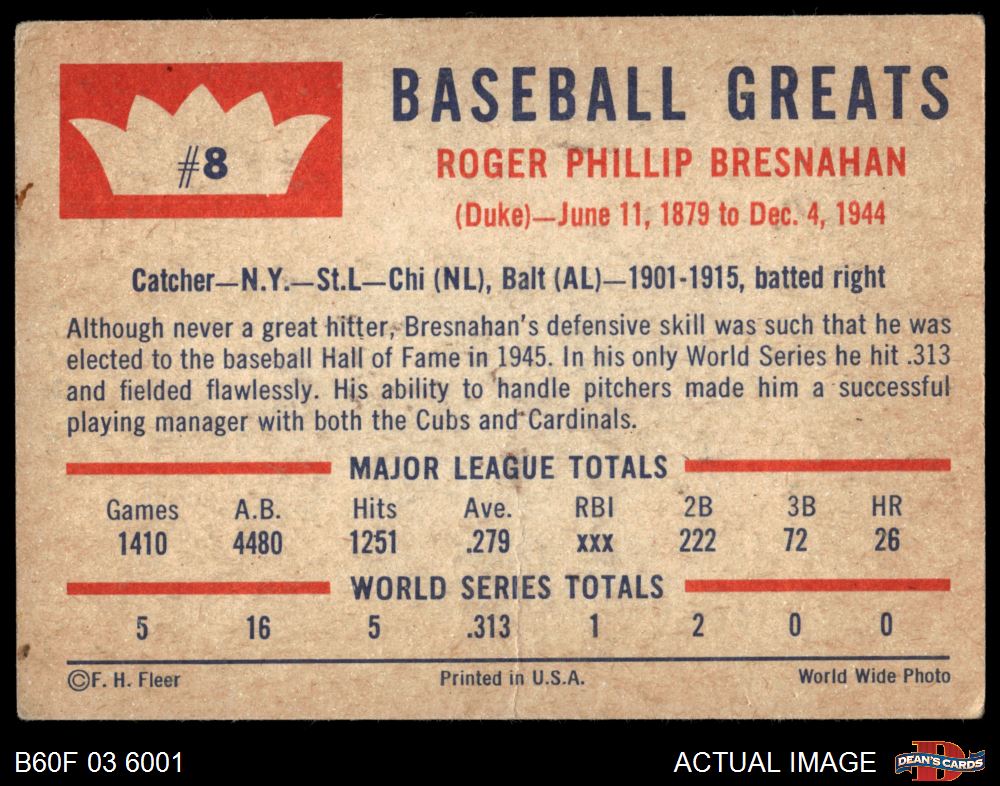 #8
BASEBALL GREATS
ROGER PHILLIP BRESNAHAN
(Duke)—June 11, 1879 to Dec. 4, 1944
Catcher—N.Y.—St.L—Chi (NL), Balt (AL)—1901-1915, batted right
Although never a great hitter, Bresnahan's defensive skill was such that he was
elected to the baseball Hall of Fame in 1945. In his only World Series he hit .313
and fielded flawlessly. His ability to handle pitchers made him a successful
playing manager with both the Cubs and Cardinals.
MAJOR LEAGUE TOTALS
Games A.B. Hits Ave. RBI 2B 3B HR
1410 4480 1251 .279 xxx 222 72 26
WORLD SERIES TOTALS
5 16 5 .313 1 2 0 0
©F. H. Fleer Printed in U.S.A. World Wide Photo
B60F 03 6001 ACTUAL IMAGE DEAN'S CARDS